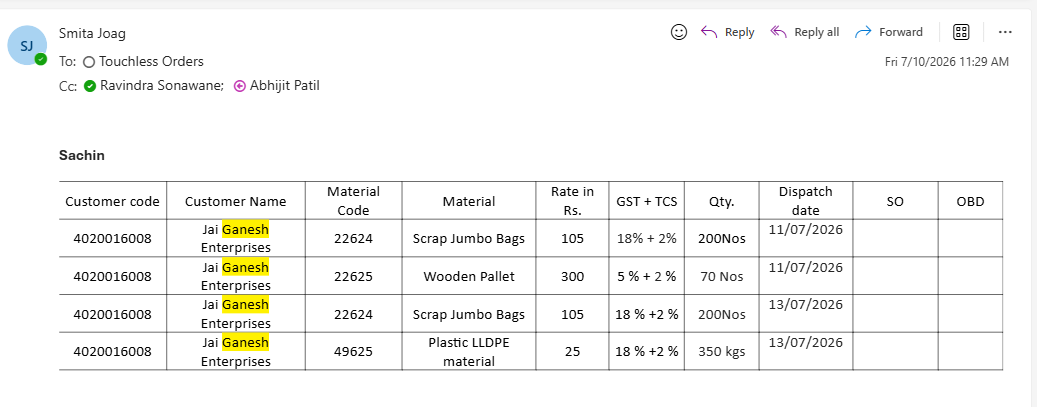 SJ
Smita Joag
Reply
Reply all
Forward
To: Touchless Orders
Fri 7/10/2026 11:29 AM
Cc: Ravindra Sonawane; Abhijit Patil
Sachin
Customer code Customer Name Material Code Material Rate in Rs. GST + TCS Qty. Dispatch date SO OBD
4020016008 Jai Ganesh Enterprises 22624 Scrap Jumbo Bags 105 18% + 2% 200Nos 11/07/2026
4020016008 Jai Ganesh Enterprises 22625 Wooden Pallet 300 5 % + 2 % 70 Nos 11/07/2026
4020016008 Jai Ganesh Enterprises 22624 Scrap Jumbo Bags 105 18 % +2 % 200Nos 13/07/2026
4020016008 Jai Ganesh Enterprises 49625 Plastic LLDPE material 25 18 % +2 % 350 kgs 13/07/2026